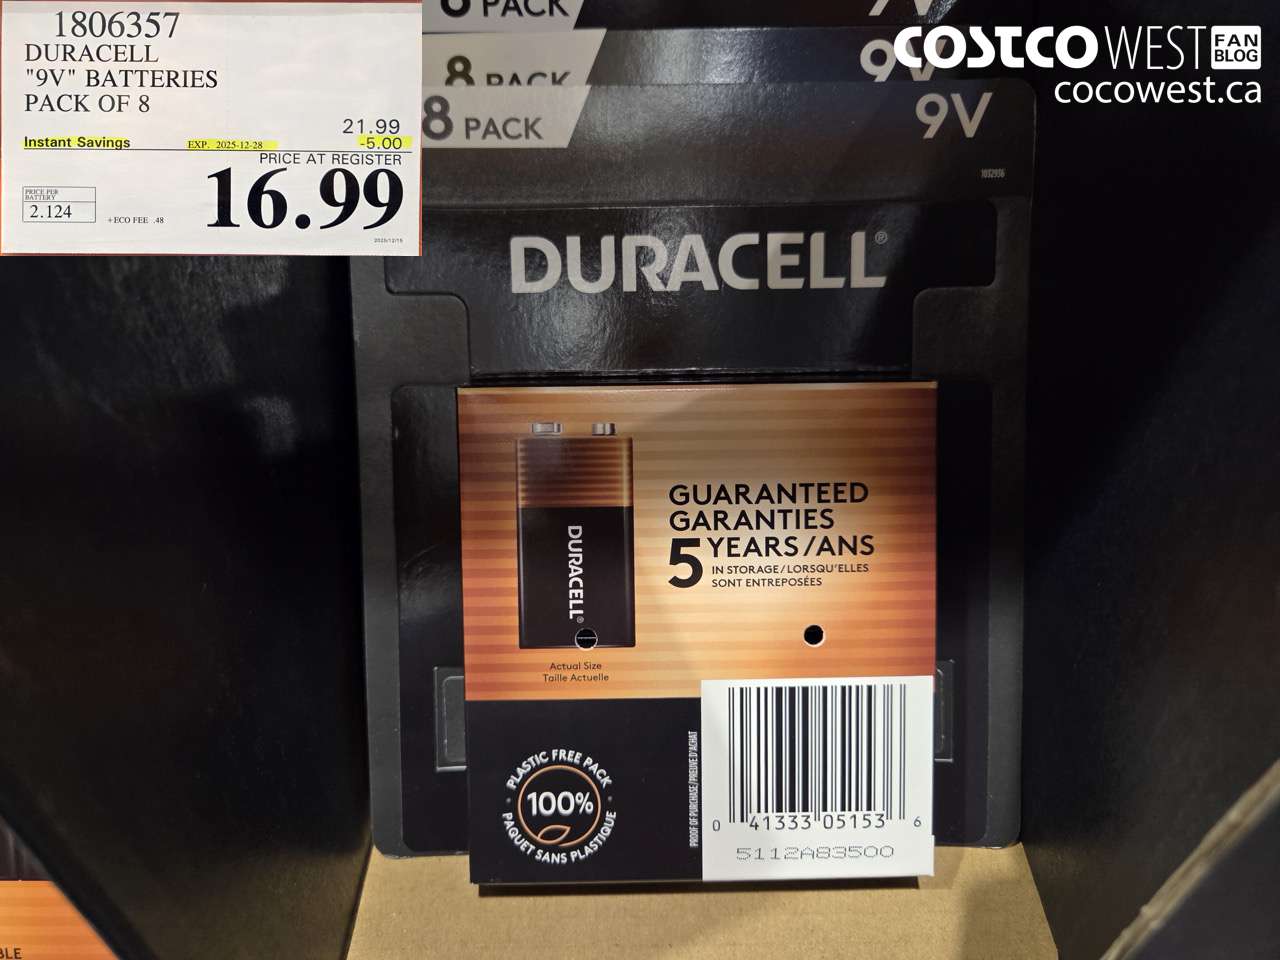 1806357
DURACELL
"9V" BATTERIES
PACK OF 8
21.99
Instant Savings EXP. 2025-12-28 -5.00
PRICE AT REGISTER
16.99
PRICE PER
BATTERY
2.124
+ECO FEE .48
2025/12/15
8 PACK
8 PACK 9V
8 PACK 9V
COSTCO WEST FAN BLOG
cocowest.ca
1032936
DURACELL®
DURACELL®
GUARANTEED
GARANTIES
5 YEARS/ANS
IN STORAGE/LORSQU'ELLES
SONT ENTREPOSÉES
Actual Size
Taille Actuelle
PLASTIC FREE PACK
100%
PAQUET SANS PLASTIQUE
PROOF OF PURCHASE/PREUVE D'ACHAT
0 41333 05153 6
5112A83500